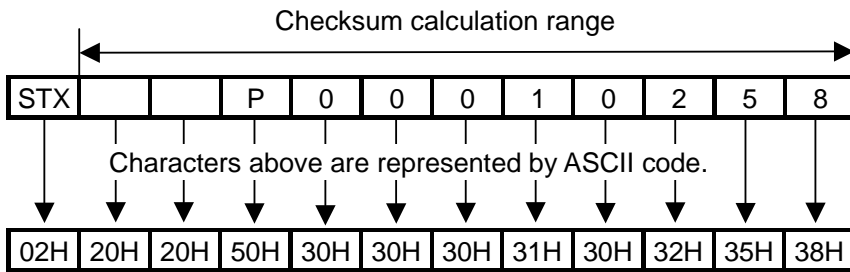 Checksum calculation range
STX P 0 0 0 1 0 2 5 8
Characters above are represented by ASCII code.
02H 20H 20H 50H 30H 30H 30H 31H 30H 32H 35H 38H